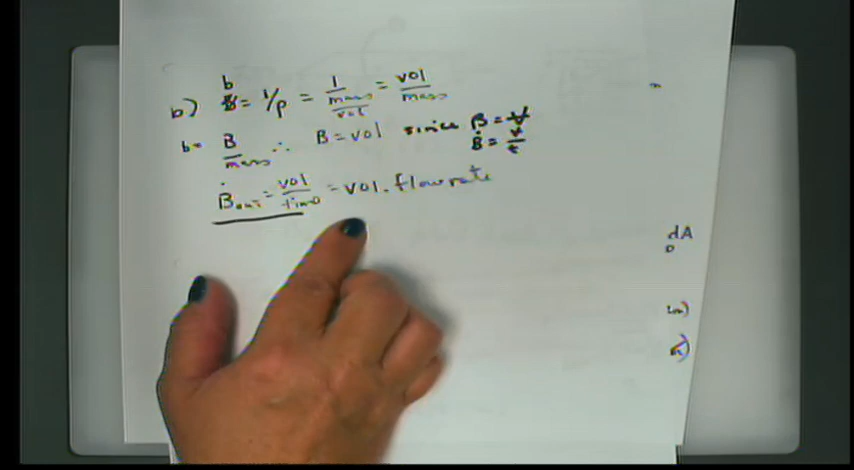 b
b) = 1/ρ = 1/(mass/vol) = vol/mass
b = B/mass ∴ B = vol since B = V
Ḃ = V/t
Ḃout = vol/time = vol. flowrate
dA
o